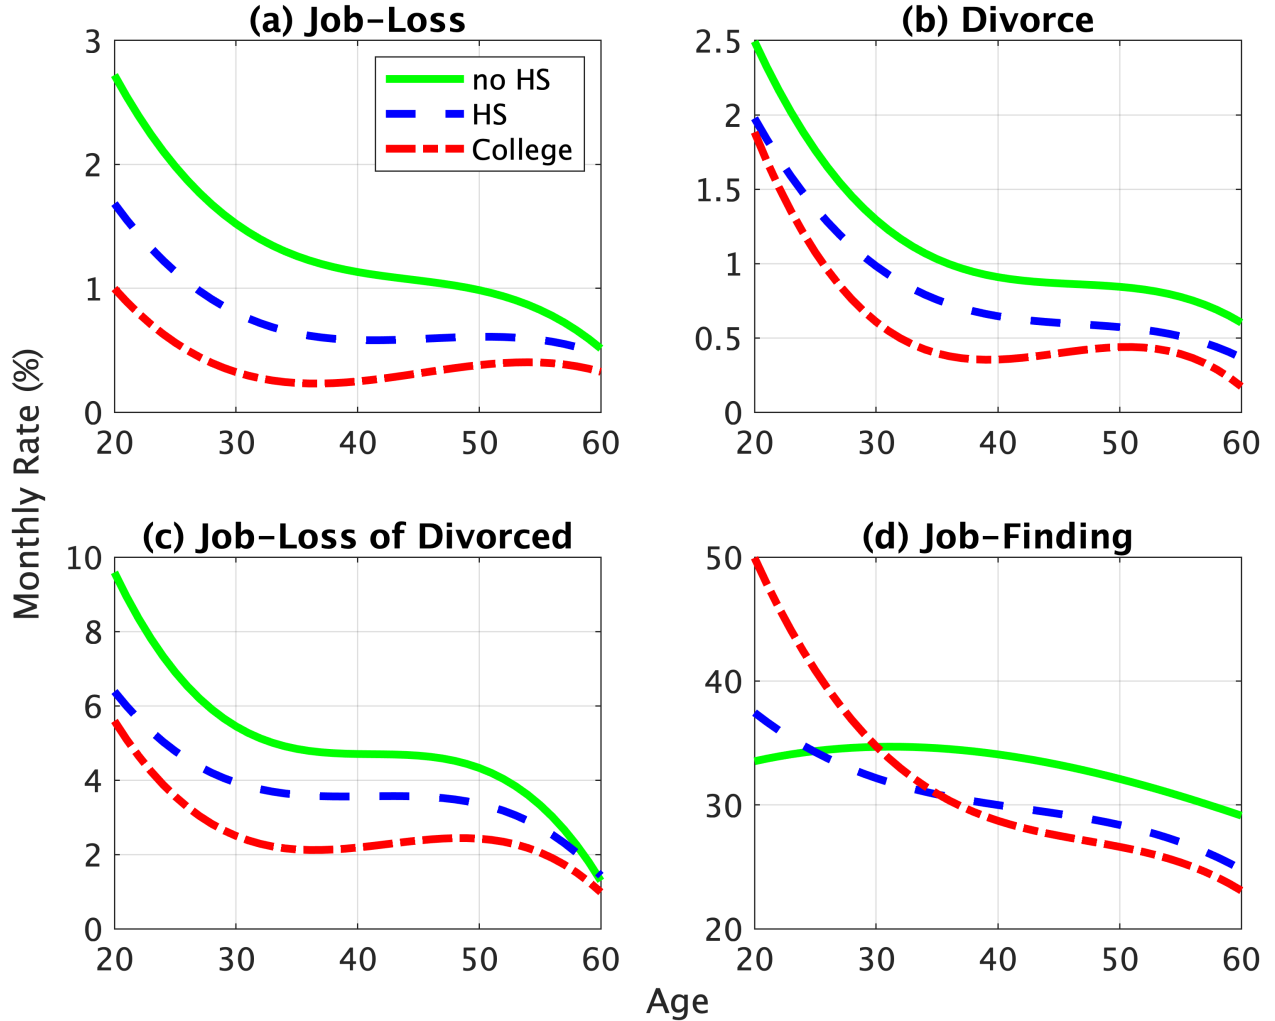 (a) Job-Loss
3
2
1
0
20 30 40 50 60
no HS
HS
College
(b) Divorce
2.5
2
1.5
1
0.5
0
20 30 40 50 60
Monthly Rate (%)
(c) Job-Loss of Divorced
10
8
6
4
2
0
20 30 40 50 60
(d) Job-Finding
50
40
30
20
20 30 40 50 60
Age